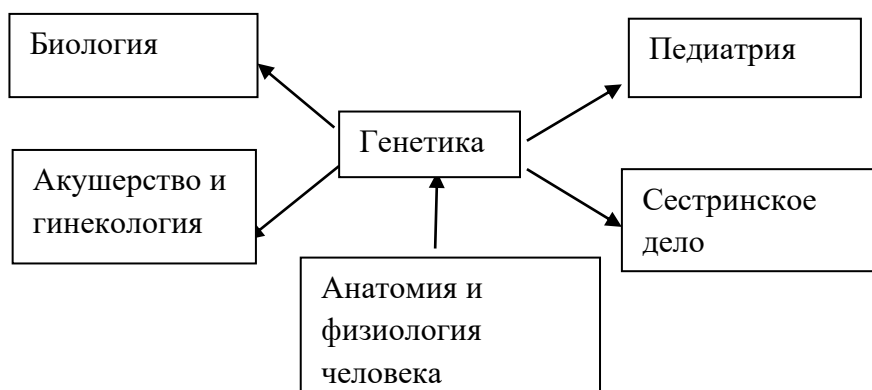 Биология
Педиатрия
Генетика
Акушерство и
гинекология
Сестринское
дело
Анатомия и
физиология
человека